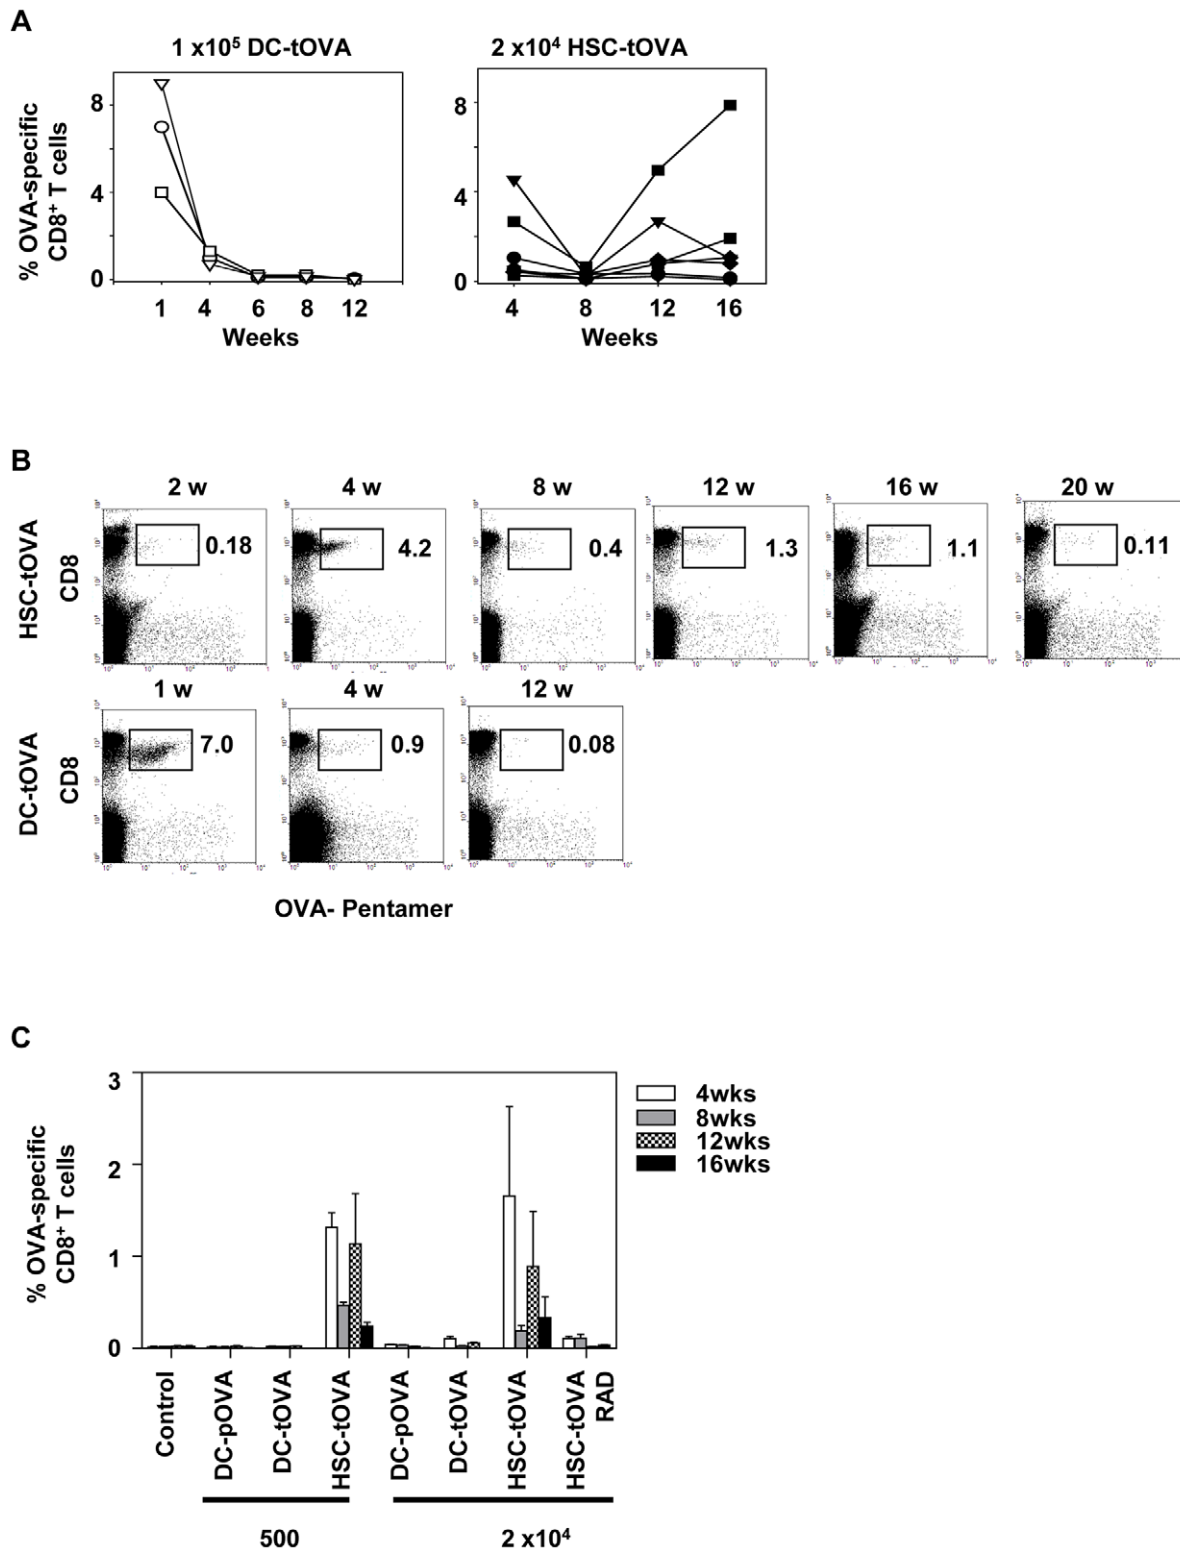 A
1 x10⁵ DC-tOVA
2 x10⁴ HSC-tOVA
% OVA-specific
CD8⁺ T cells
8
4
0
1 4 6 8 12
Weeks
8
4
0
4 8 12 16
Weeks
B
2 w 4 w 8 w 12 w 16 w 20 w
HSC-tOVA
CD8
0.18 4.2 0.4 1.3 1.1 0.11
1 w 4 w 12 w
DC-tOVA
CD8
7.0 0.9 0.08
OVA- Pentamer
C
% OVA-specific
CD8⁺ T cells
3
2
1
0
4wks
8wks
12wks
16wks
Control
DC-pOVA
DC-tOVA
HSC-tOVA
DC-pOVA
DC-tOVA
HSC-tOVA
HSC-tOVA
RAD
500
2 x10⁴